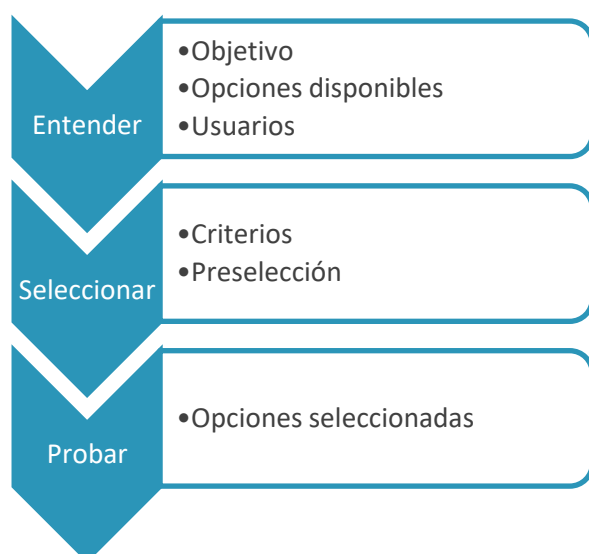 Entender
•Objetivo
•Opciones disponibles
•Usuarios
Seleccionar
•Criterios
•Preselección
Probar
•Opciones seleccionadas